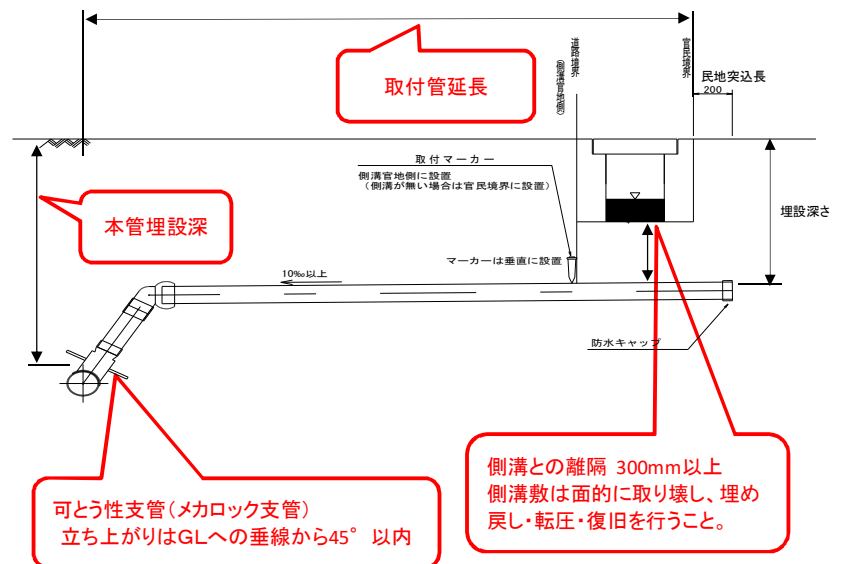 取付管延長
道路境界
(側溝官地側)
官民境界
民地突込長
200
取付マーカー
側溝官地側に設置
(側溝が無い場合は官民境界に設置)
本管埋設深
埋設深さ
マーカーは垂直に設置
10‰以上
防水キャップ
側溝との離隔 300mm以上
側溝敷は面的に取り壊し、埋め
戻し・転圧・復旧を行うこと。
可とう性支管(メカロック支管)
立ち上がりはGLへの垂線から45°以内